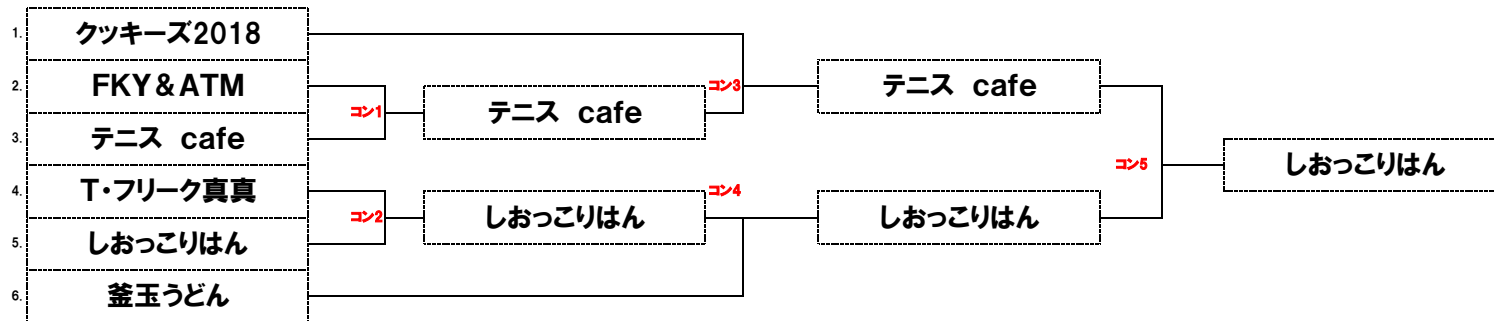 1. クッキーズ2018
2. FKY&ATM
コン1
テニス cafe
コン3
テニス cafe
3. テニス cafe
コン5
しおっこりはん
4. T・フリーク真真
コン2
しおっこりはん
コン4
しおっこりはん
5. しおっこりはん
6. 釜玉うどん